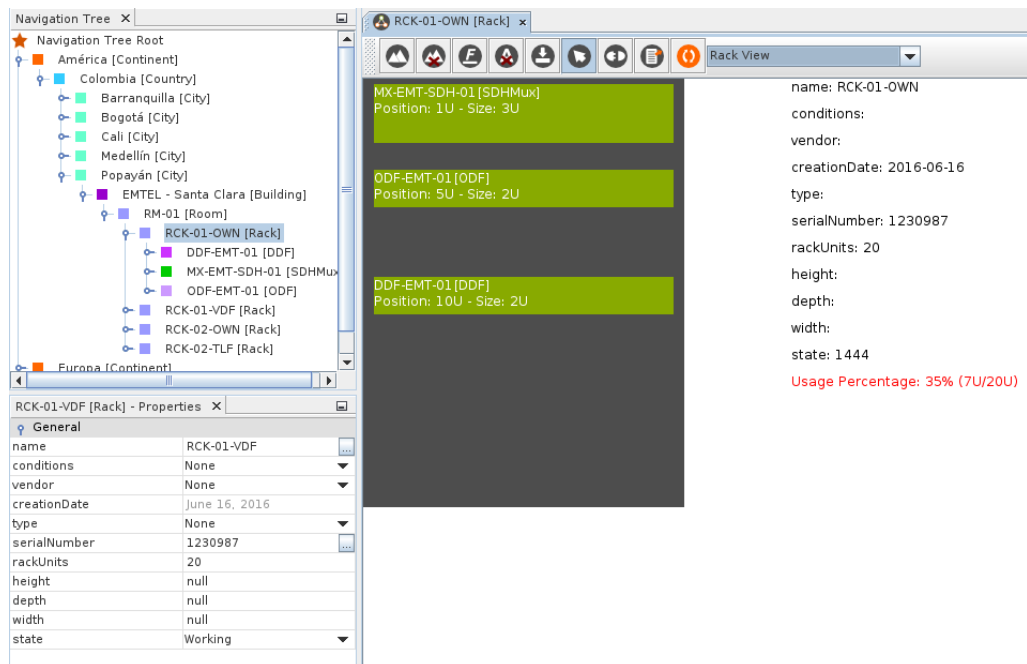 Navigation Tree
Navigation Tree Root
América [Continent]
Colombia [Country]
Barranquilla [City]
Bogotá [City]
Cali [City]
Medellín [City]
Popayán [City]
EMTEL - Santa Clara [Building]
RM-01 [Room]
RCK-01-OWN [Rack]
DDF-EMT-01 [DDF]
MX-EMT-SDH-01 [SDHMux
ODF-EMT-01 [ODF]
RCK-01-VDF [Rack]
RCK-02-OWN [Rack]
RCK-02-TLF [Rack]
Europa [Continent]
RCK-01-VDF [Rack] - Properties
General
name RCK-01-VDF ...
conditions None
vendor None
creationDate June 16, 2016
type None
serialNumber 1230987 ...
rackUnits 20
height null
depth null
width null
state Working
RCK-01-OWN [Rack]
Rack View
MX-EMT-SDH-01[SDHMux]
Position: 1U - Size: 3U
ODF-EMT-01[ODF]
Position: 5U - Size: 2U
DDF-EMT-01[DDF]
Position: 10U - Size: 2U
name: RCK-01-OWN
conditions:
vendor:
creationDate: 2016-06-16
type:
serialNumber: 1230987
rackUnits: 20
height:
depth:
width:
state: 1444
Usage Percentage: 35% (7U/20U)